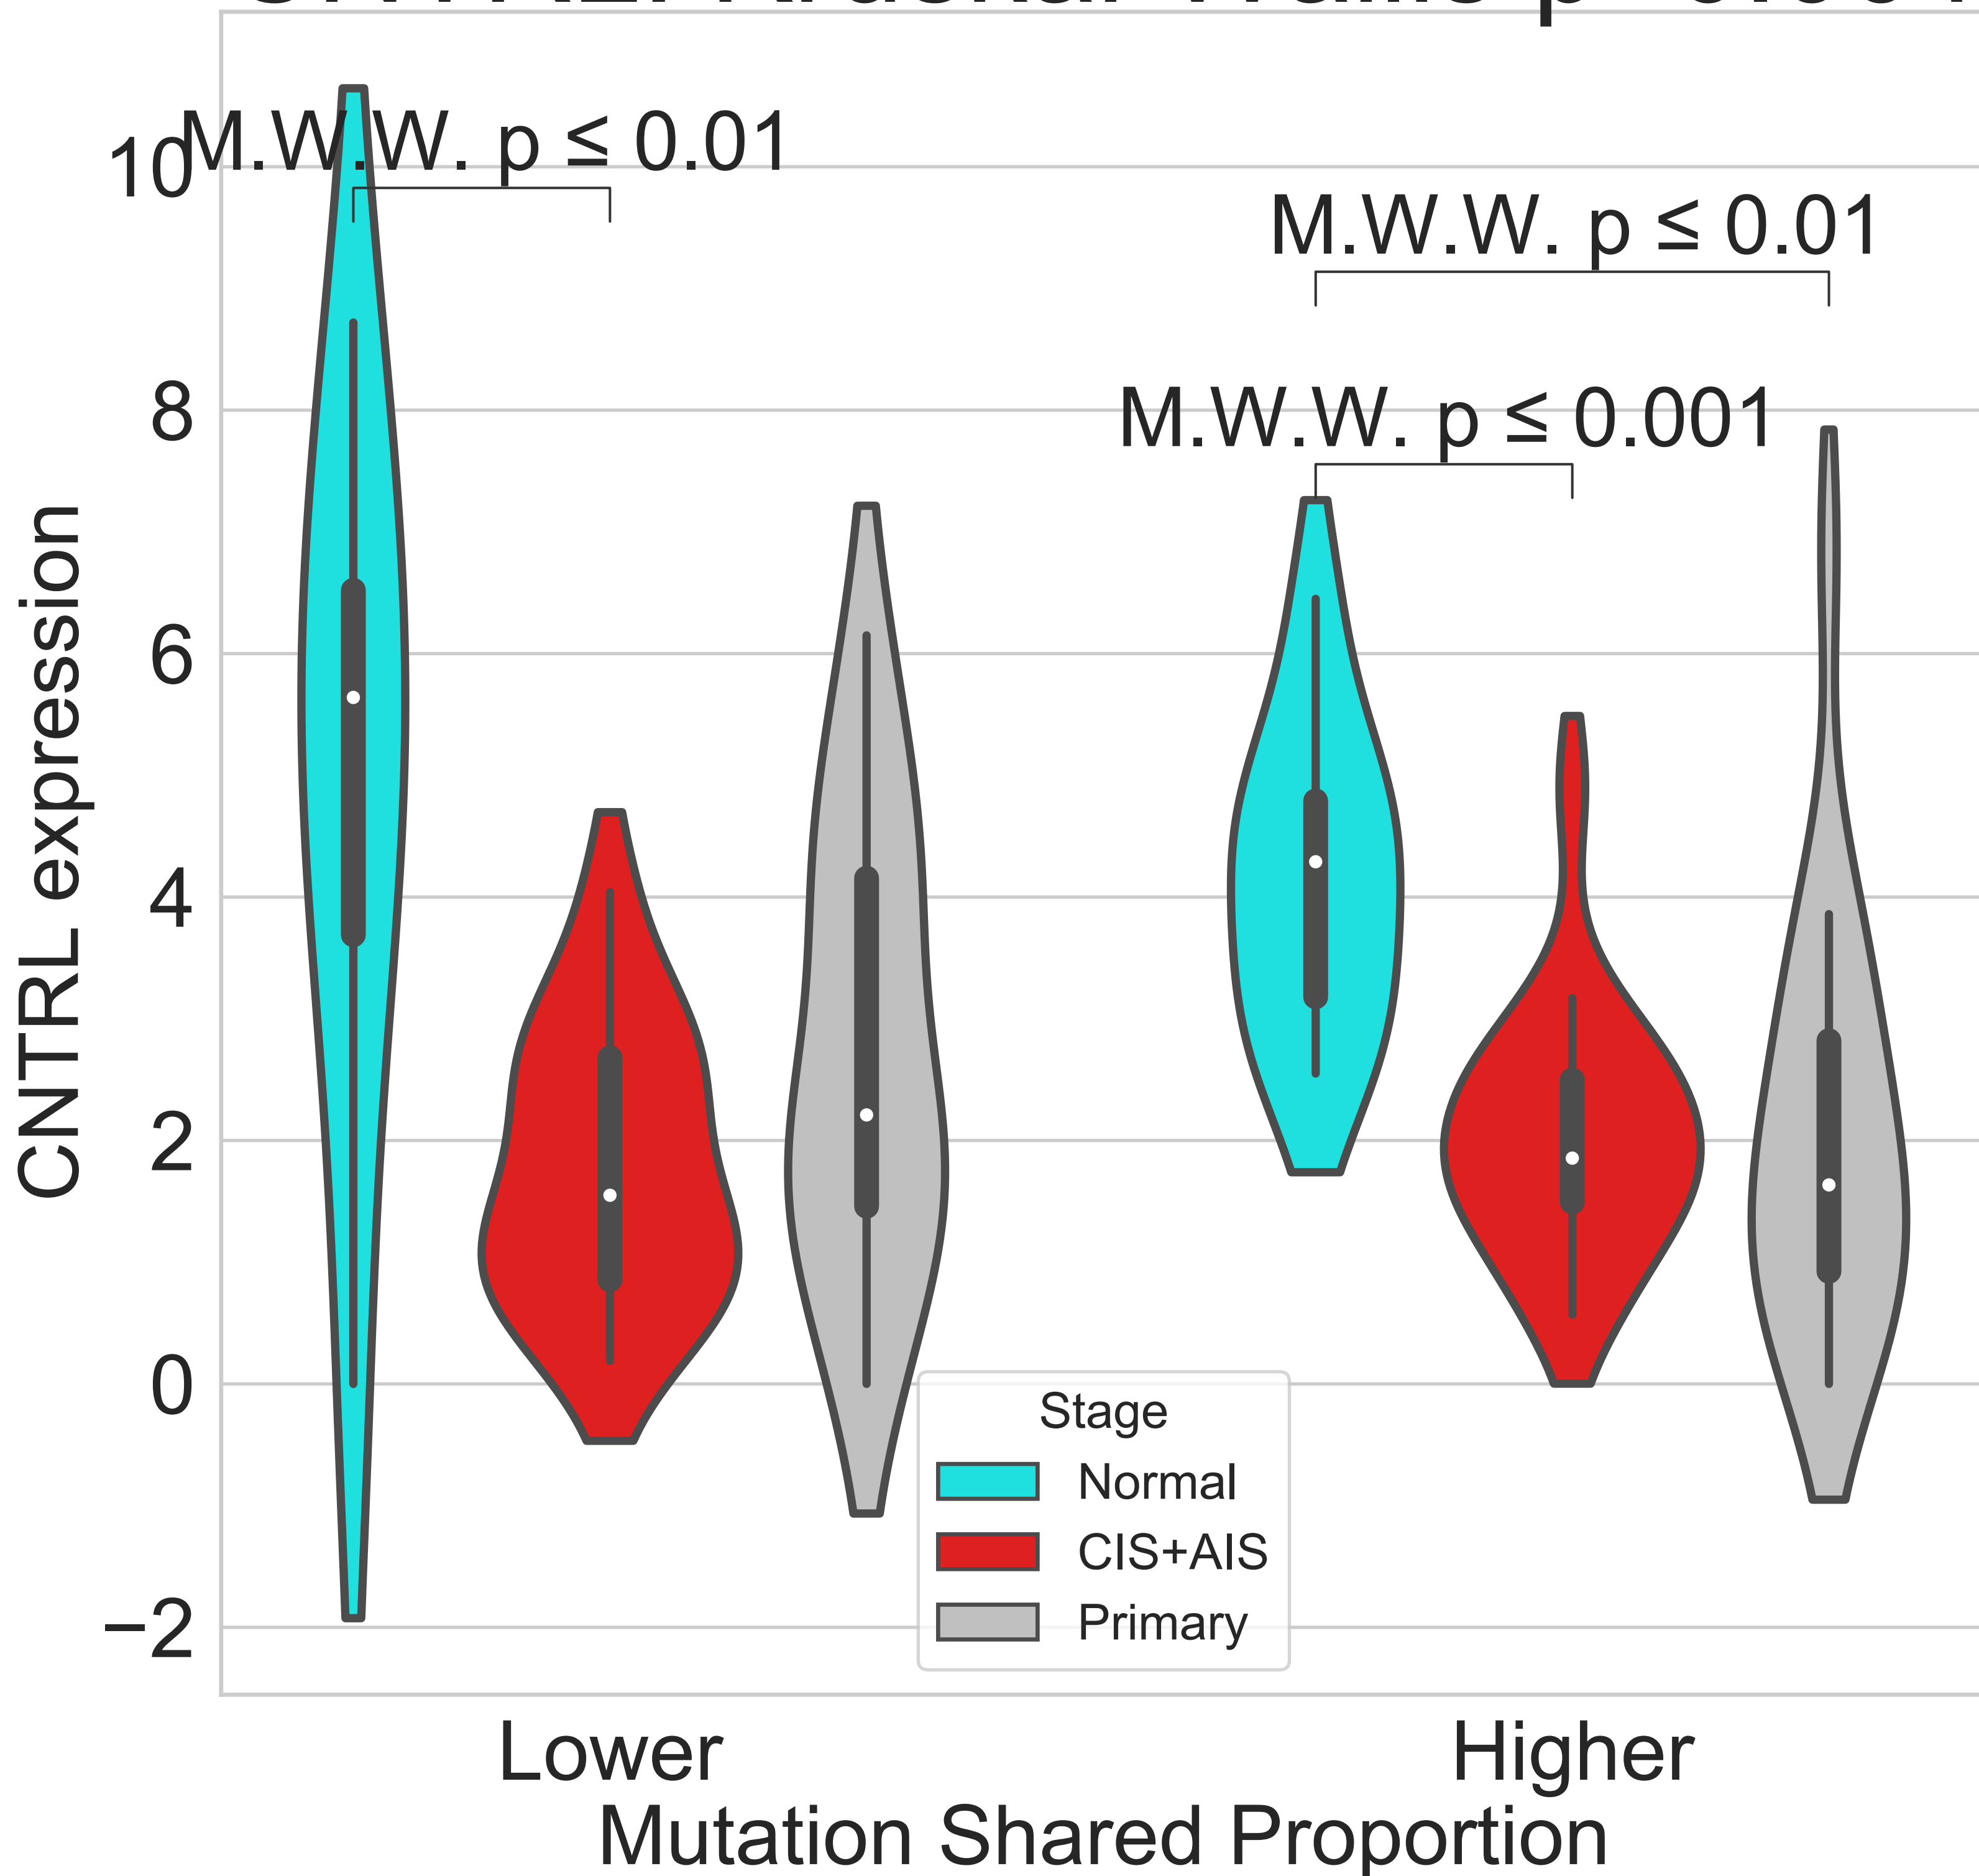 M.W.W. p ≤ 0.01
M.W.W. p ≤ 0.01
M.W.W. p ≤ 0.001
10
8
6
4
2
0
−2
CNTRL expression
Stage
Normal
CIS+AIS
Primary
Lower
Higher
Mutation Shared Proportion